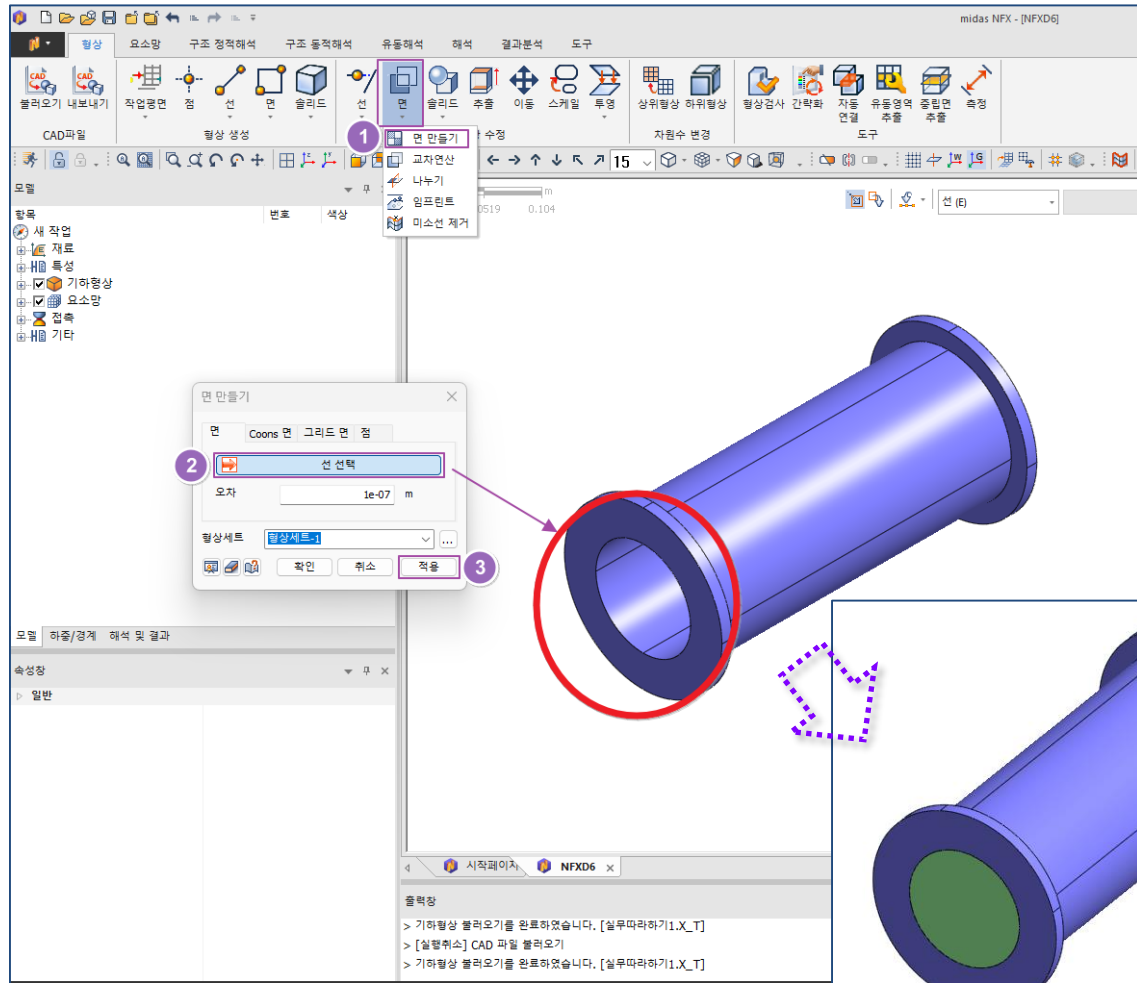 midas NFX - [NFXD6]
형상 요소망 구조 정적해석 구조 동적해석 유동해석 해석 결과분석 도구
CAD CAD
불러오기 내보내기 작업평면 점 선 면 솔리드 선 면 솔리드 추출 이동 스케일 투영 상위형상 하위형상 형상검사 간략화 자동 연결 유동영역 추출 중립면 추출 측정
CAD파일 형상 생성 수정 자원수 변경 도구
1
면 만들기
교차연산
나누기
임프린트
미소선 제거
15
모델
m
0519 0.104
선 (E)
항목 번호 색상
새 작업
재료
특성
기하형상
요소망
접촉
기타
면 만들기
면 Coons 면 그리드 면 점
2
선 선택
오차 1e-07 m
형상세트 형상세트-1 ...
확인 취소 적용
3
모델 하중/경계 해석 및 결과
속성창
일반
시작페이지 NFXD6
출력창
> 기하형상 불러오기를 완료하였습니다. [실무따라하기1.X_T]
> [실행취소] CAD 파일 불러오기
> 기하형상 불러오기를 완료하였습니다. [실무따라하기1.X_T]